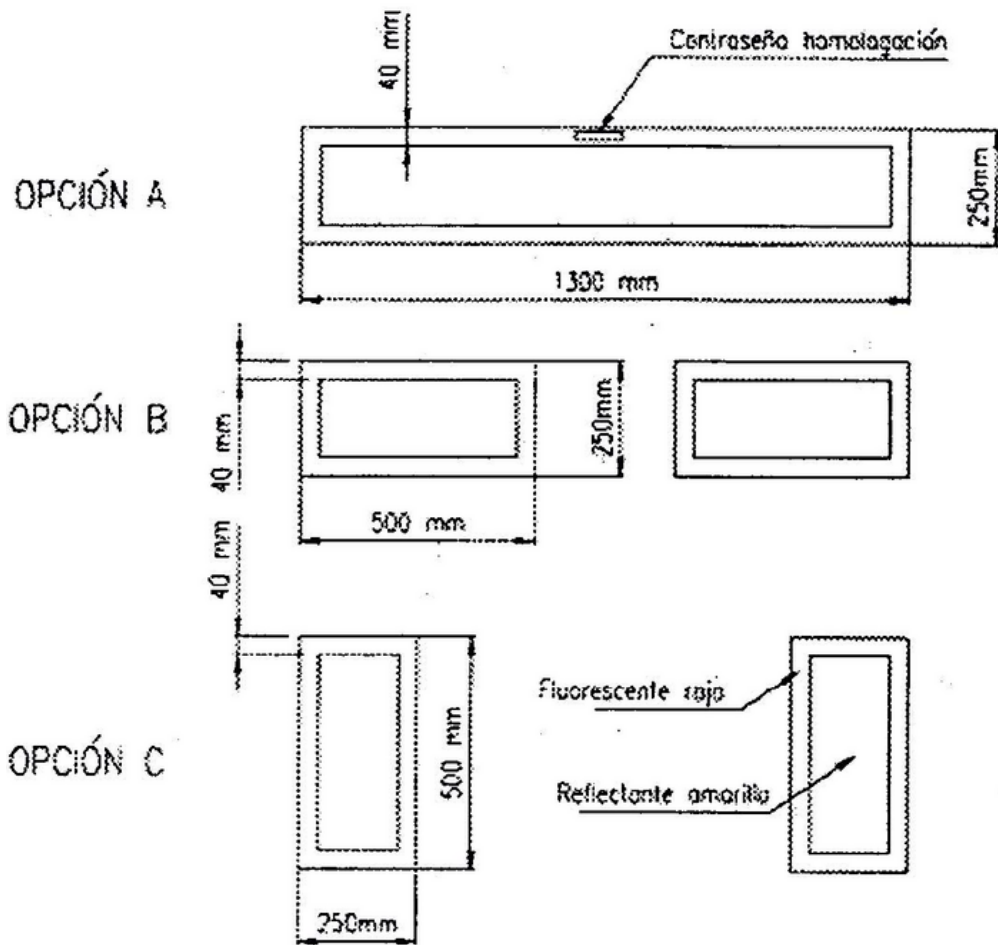 40 mm
Contraseña homologación
OPCIÓN A
250mm
1300 mm
OPCIÓN B
40 mm
250mm
500 mm
40 mm
OPCIÓN C
500 mm
250mm
Fluorescente rojo
Reflectante amarillo